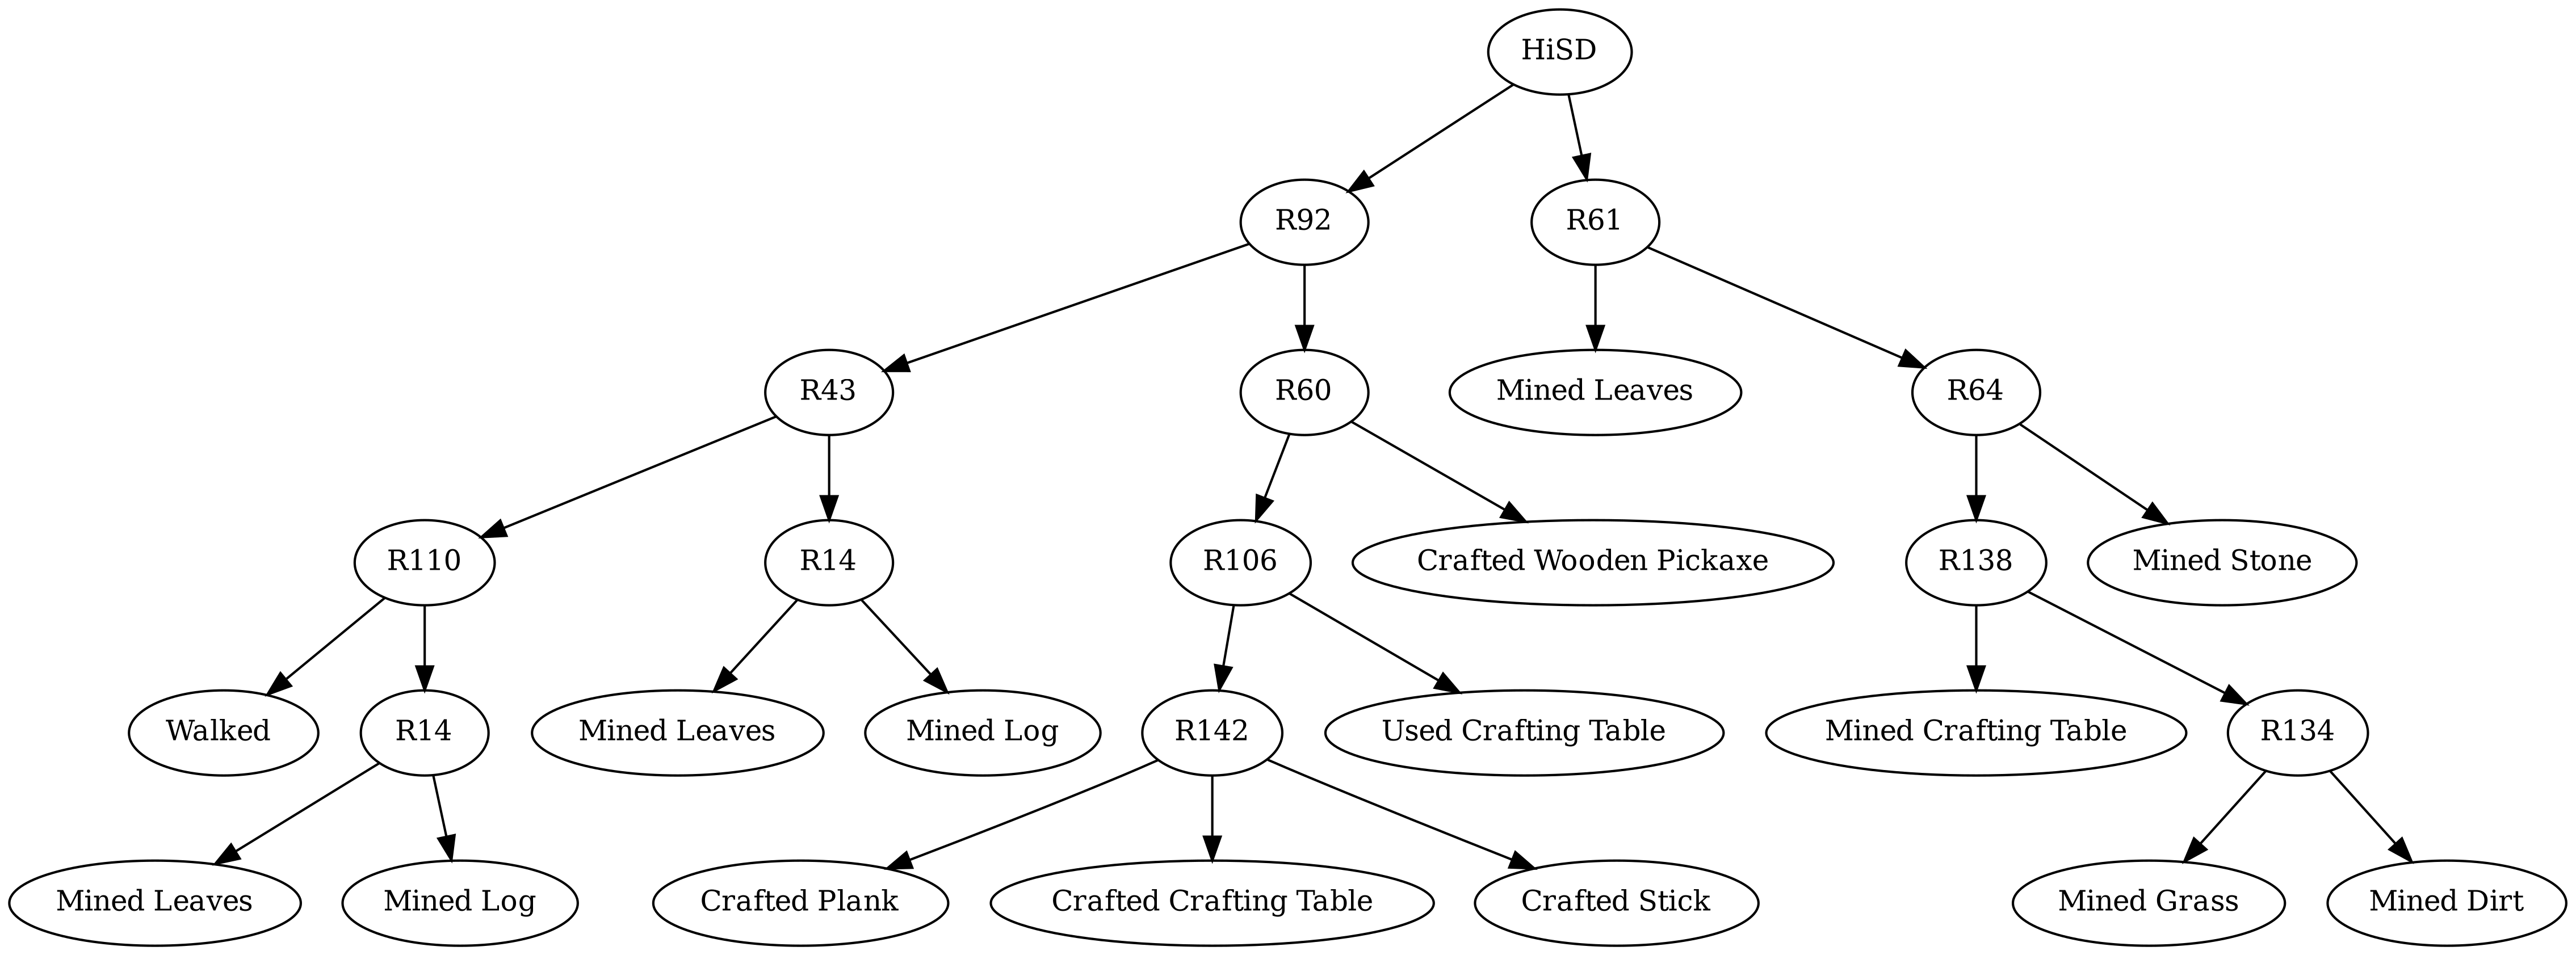 HiSD
R92
R61
R43
R60
Mined Leaves
R64
R110
R14
R106
Crafted Wooden Pickaxe
R138
Mined Stone
Walked
R14
Mined Leaves
Mined Log
R142
Used Crafting Table
Mined Crafting Table
R134
Mined Leaves
Mined Log
Crafted Plank
Crafted Crafting Table
Crafted Stick
Mined Grass
Mined Dirt